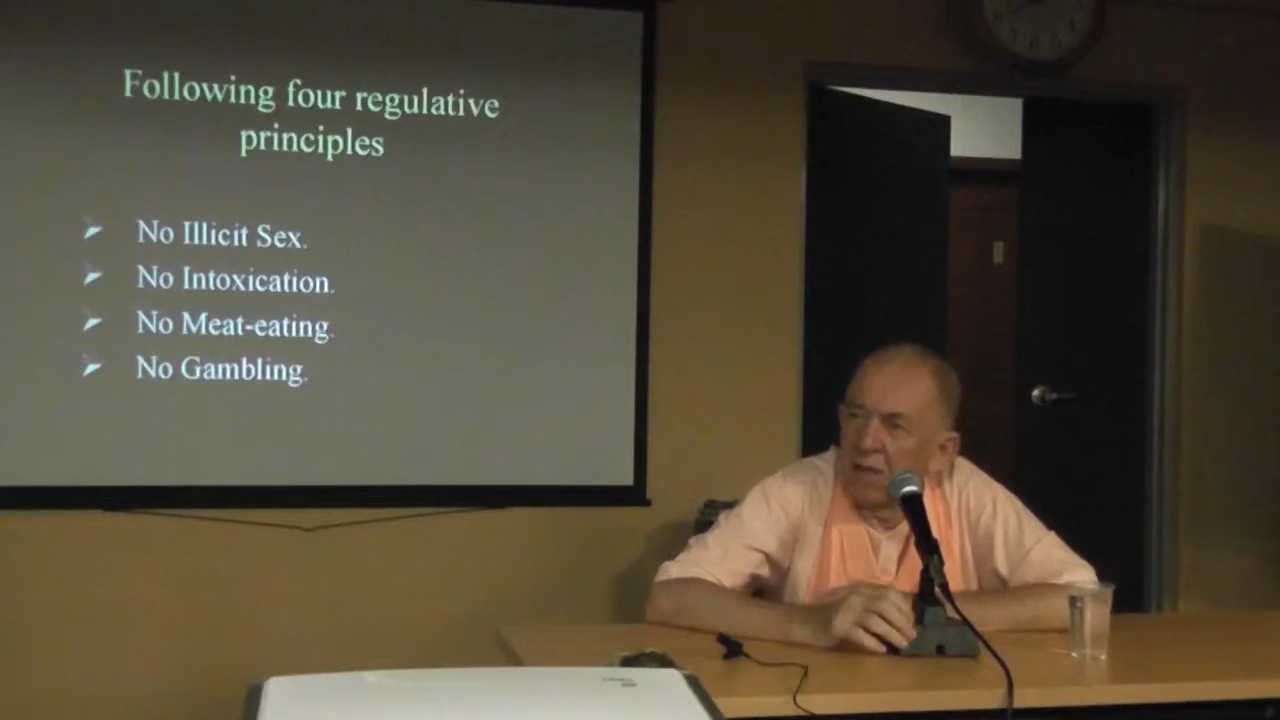 Following four regulative
principles
No Illicit Sex.
No Intoxication.
No Meat-eating.
No Gambling.